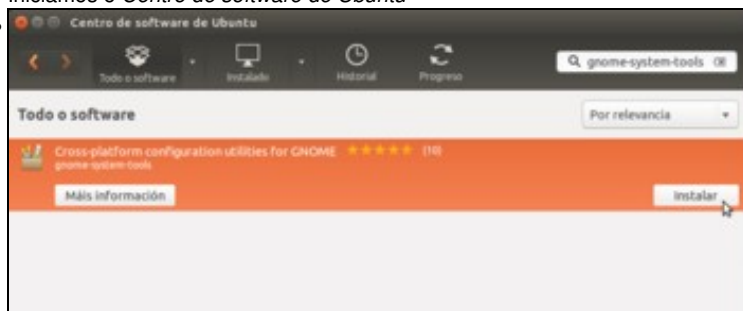 Iniciamos o Centro de software de Ubuntu
Centro de software de Ubuntu
Todo o software
Instalado
Historial
Progreso
gnome-system-tools
Todo o software
Por relevancia
Cross-platform configuration utilities for GNOME (10)
gnome-system-tools
Máis información
Instalar